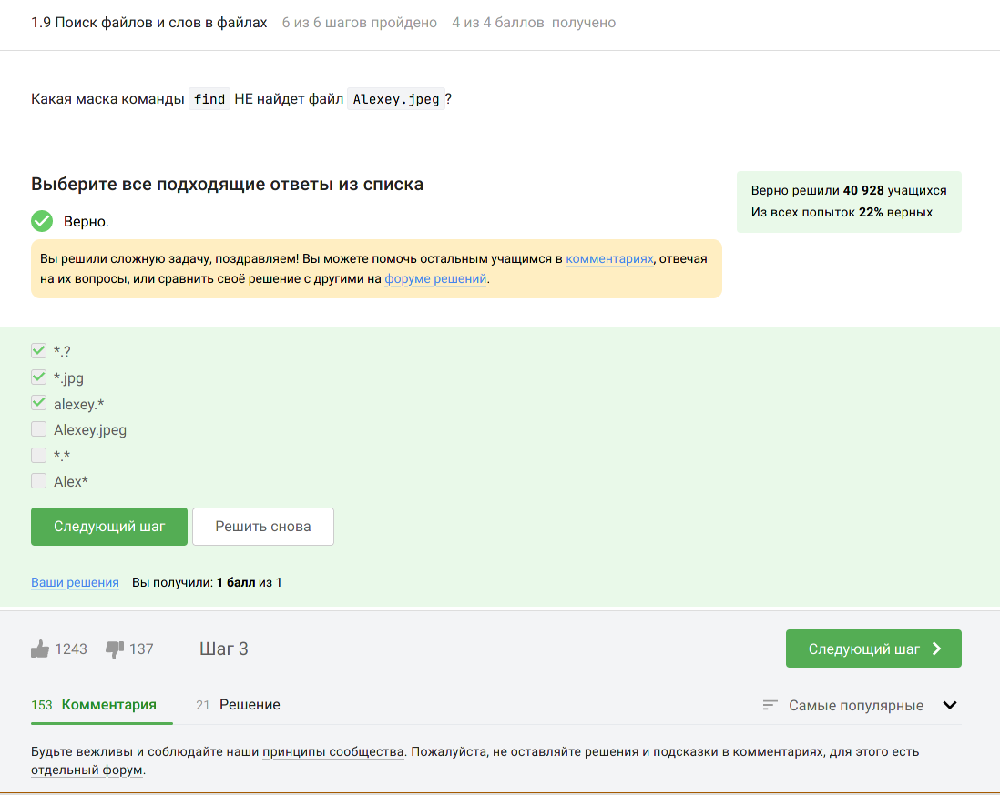 1.9 Поиск файлов и слов в файлах 6 из 6 шагов пройдено 4 из 4 баллов получено
Какая маска команды find НЕ найдет файл Alexey.jpeg ?
Выберите все подходящие ответы из списка
Верно решили 40 928 учащихся
Из всех попыток 22% верных
Верно.
Вы решили сложную задачу, поздравляем! Вы можете помочь остальным учащимся в комментариях, отвечая
на их вопросы, или сравнить своё решение с другими на форуме решений.
*.?
*.jpg
alexey.*
Alexey.jpeg
*.*
Alex*
Следующий шаг Решить снова
Ваши решения Вы получили: 1 балл из 1
1243 137 Шаг 3 Следующий шаг
153 Комментария 21 Решение Самые популярные
Будьте вежливы и соблюдайте наши принципы сообщества. Пожалуйста, не оставляйте решения и подсказки в комментариях, для этого есть
отдельный форум.